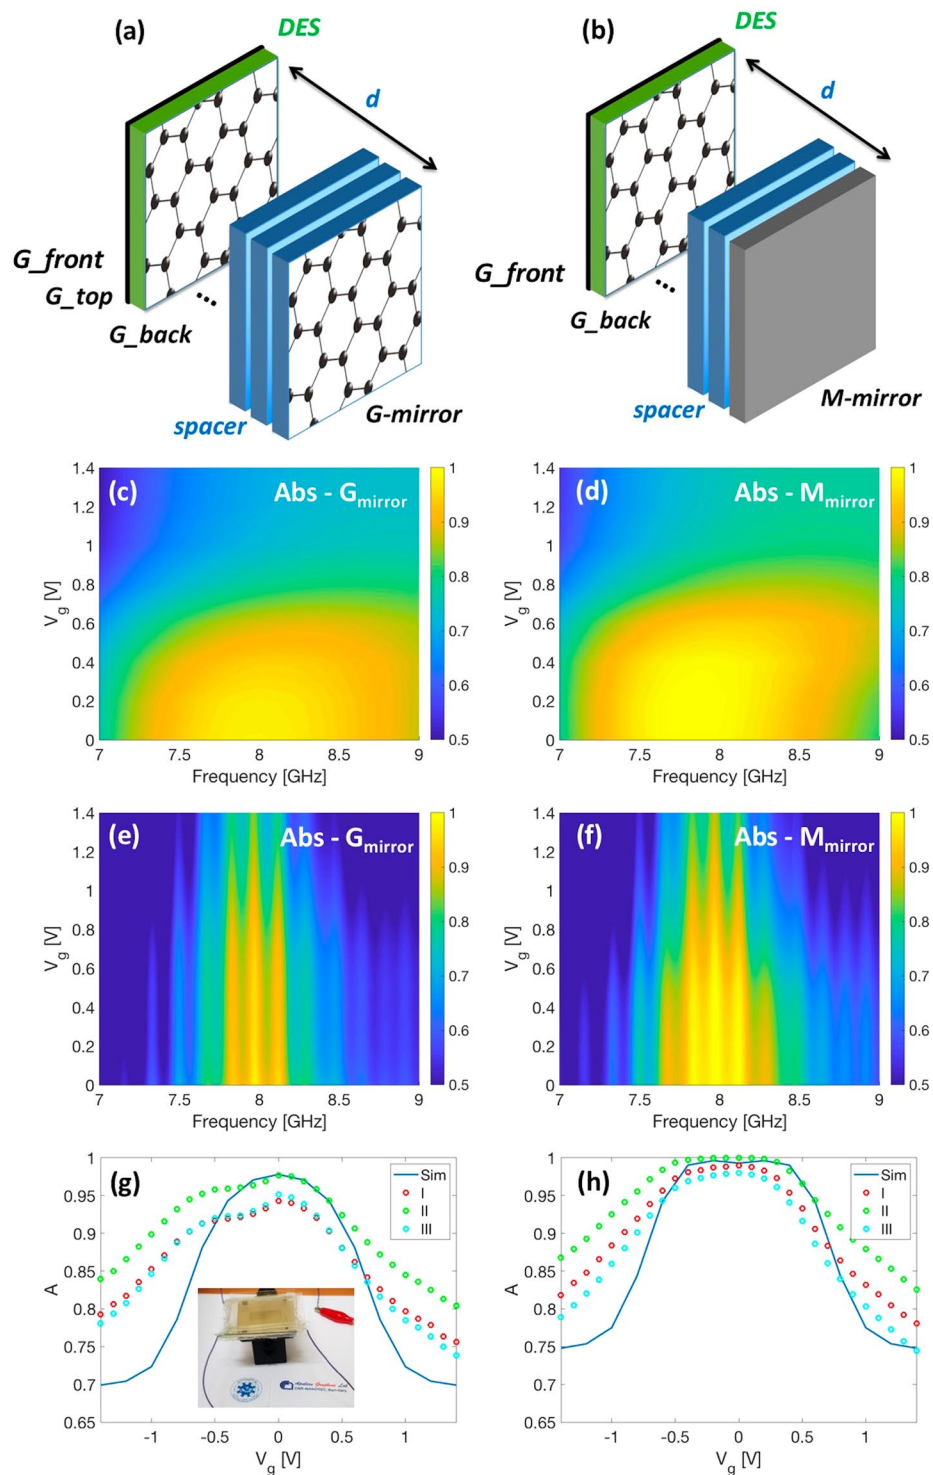 (a)
DES
d
G_front
G_top
G_back
spacer
G-mirror
(b)
DES
d
G_front
G_back
spacer
M-mirror
(c)
Abs - G_mirror
V_g [V]
1.4
1.2
1
0.8
0.6
0.4
0.2
0
7 7.5 8 8.5 9
Frequency [GHz]
1
0.9
0.8
0.7
0.6
0.5
(d)
Abs - M_mirror
V_g [V]
1.4
1.2
1
0.8
0.6
0.4
0.2
0
7 7.5 8 8.5 9
Frequency [GHz]
1
0.9
0.8
0.7
0.6
0.5
(e)
Abs - G_mirror
V_g [V]
1.4
1.2
1
0.8
0.6
0.4
0.2
0
7 7.5 8 8.5 9
Frequency [GHz]
1
0.9
0.8
0.7
0.6
0.5
(f)
Abs - M_mirror
V_g [V]
1.4
1.2
1
0.8
0.6
0.4
0.2
0
7 7.5 8 8.5 9
Frequency [GHz]
1
0.9
0.8
0.7
0.6
0.5
(g)
Sim
I
II
III
A
1
0.95
0.9
0.85
0.8
0.75
0.7
0.65
-1 -0.5 0 0.5 1
V_g [V]
(h)
Sim
I
II
III
A
1
0.95
0.9
0.85
0.8
0.75
0.7
0.65
-1 -0.5 0 0.5 1
V_g [V]